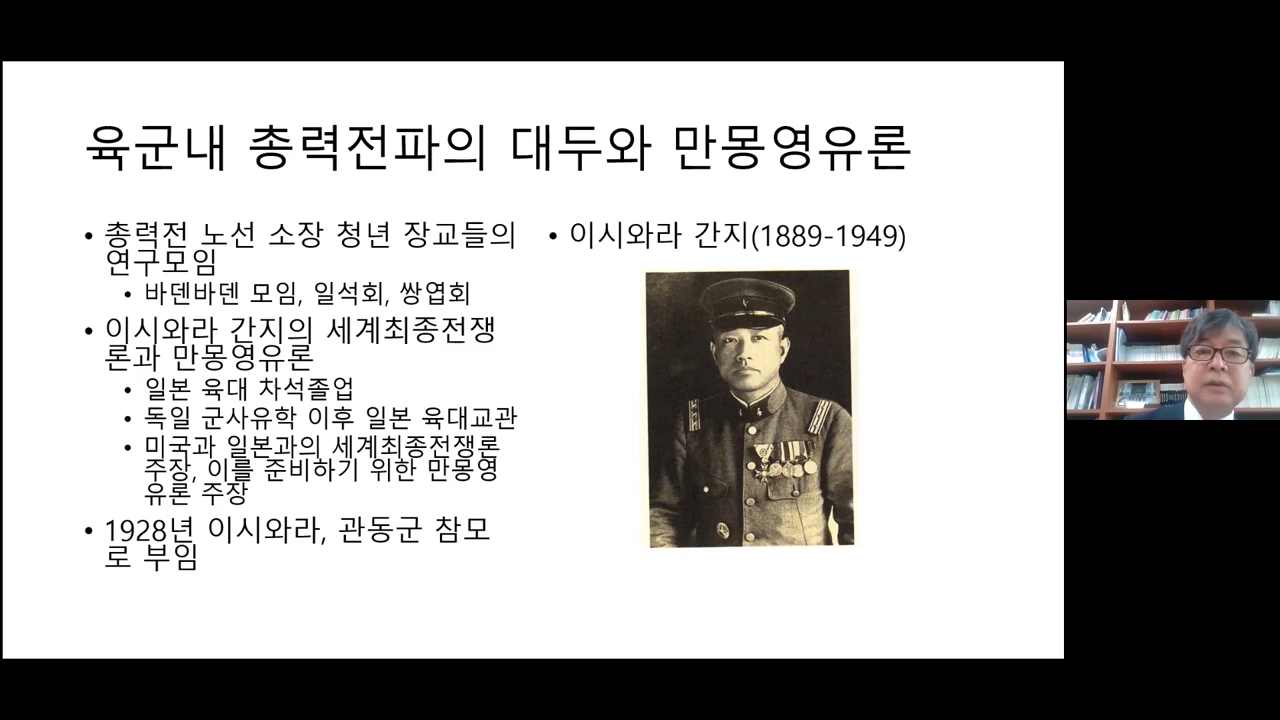 육군내 총력전파의 대두와 만몽영유론
• 총력전 노선 소장 청년 장교들의
연구모임
• 바덴바덴 모임, 일석회, 쌍엽회
• 이시와라 간지의 세계최종전쟁
론과 만몽영유론
• 일본 육대 차석졸업
• 독일 군사유학 이후 일본 육대교관
• 미국과 일본과의 세계최종전쟁론
주장, 이를 준비하기 위한 만몽영
유론 주장
• 1928년 이시와라, 관동군 참모
로 부임
• 이시와라 간지(1889-1949)